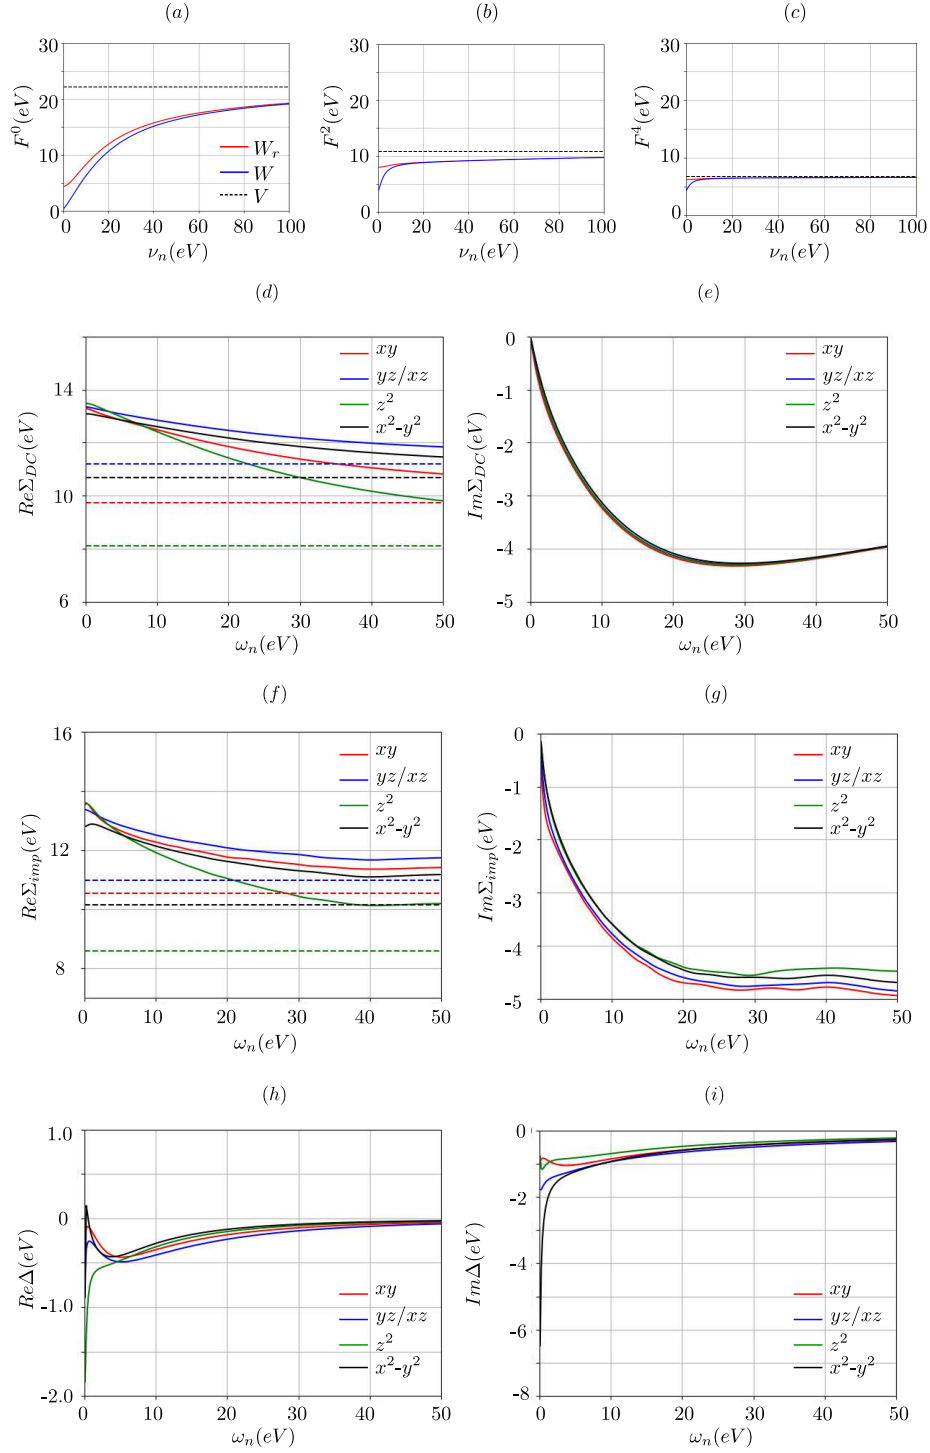 (a)
(b)
(c)
30
20
10
0
F^0(eV)
W_r
W
V
0 20 40 60 80 100
ν_n(eV)
30
20
10
0
F^2(eV)
0 20 40 60 80 100
ν_n(eV)
30
20
10
0
F^4(eV)
0 20 40 60 80 100
ν_n(eV)
(d)
(e)
14
10
6
ReΣ_DC(eV)
xy
yz/xz
z^2
x^2-y^2
0 10 20 30 40 50
ω_n(eV)
0
-1
-2
-3
-4
-5
ImΣ_DC(eV)
xy
yz/xz
z^2
x^2-y^2
0 10 20 30 40 50
ω_n(eV)
(f)
(g)
16
12
8
ReΣ_imp(eV)
xy
yz/xz
z^2
x^2-y^2
0 10 20 30 40 50
ω_n(eV)
0
-1
-2
-3
-4
-5
ImΣ_imp(eV)
xy
yz/xz
z^2
x^2-y^2
0 10 20 30 40 50
ω_n(eV)
(h)
(i)
1.0
0
-1.0
-2.0
ReΔ(eV)
xy
yz/xz
z^2
x^2-y^2
0 10 20 30 40 50
ω_n(eV)
0
-2
-4
-6
-8
ImΔ(eV)
xy
yz/xz
z^2
x^2-y^2
0 10 20 30 40 50
ω_n(eV)